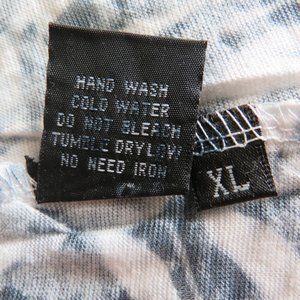 HAND WASH
COLD WATER
DO NOT BLEACH
TUMBLE DRY LOW
NO NEED IRON
XL